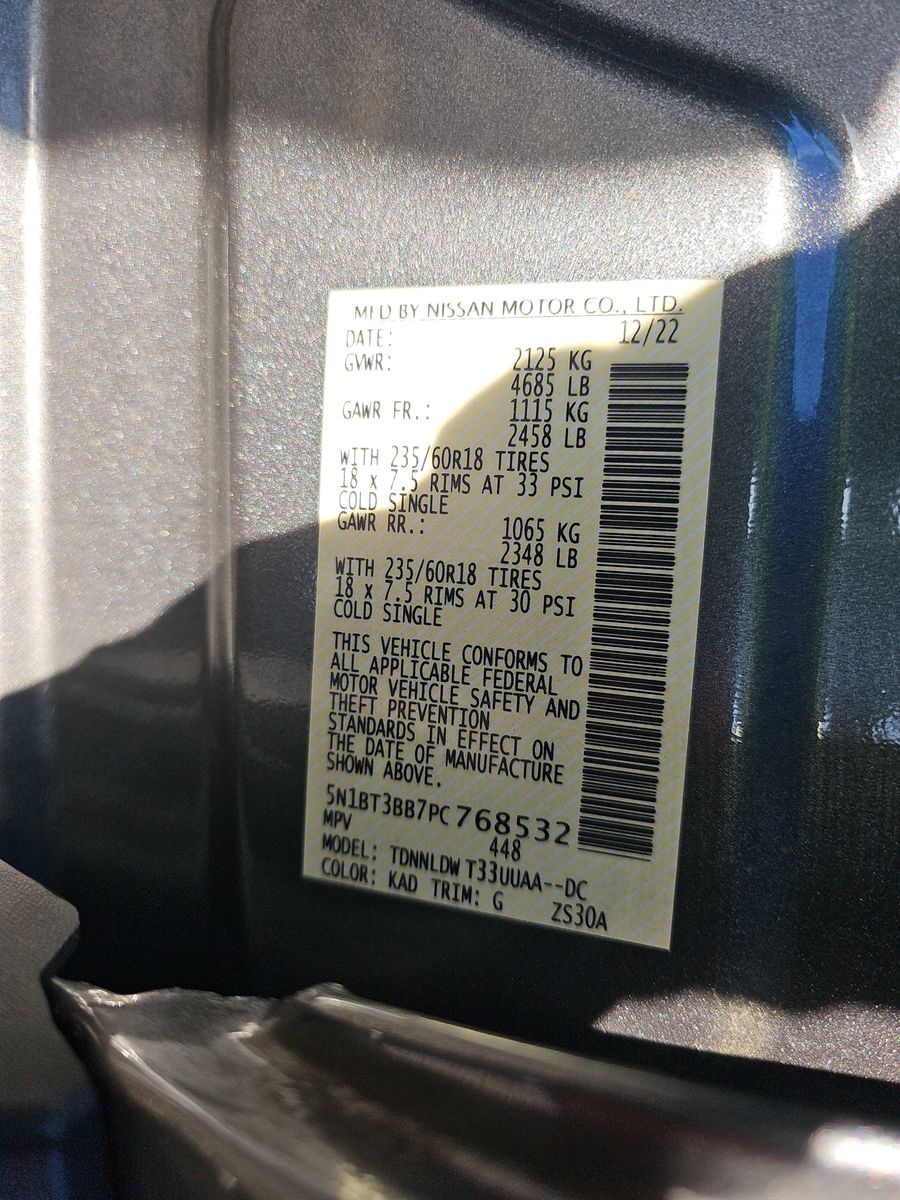 MFD BY NISSAN MOTOR CO., LTD.
DATE: 12/22
GVWR: 2125 KG
4685 LB
GAWR FR.: 1115 KG
2458 LB
WITH 235/60R18 TIRES
18 x 7.5 RIMS AT 33 PSI
COLD SINGLE
GAWR RR.: 1065 KG
2348 LB
WITH 235/60R18 TIRES
18 x 7.5 RIMS AT 30 PSI
COLD SINGLE
THIS VEHICLE CONFORMS TO
ALL APPLICABLE FEDERAL
MOTOR VEHICLE SAFETY AND
THEFT PREVENTION
STANDARDS IN EFFECT ON
THE DATE OF MANUFACTURE
SHOWN ABOVE.
5N1BT3BB7PC768532
MPV 448
MODEL: TDNNLDW T33UUAA--DC
COLOR: KAD TRIM: G ZS30A